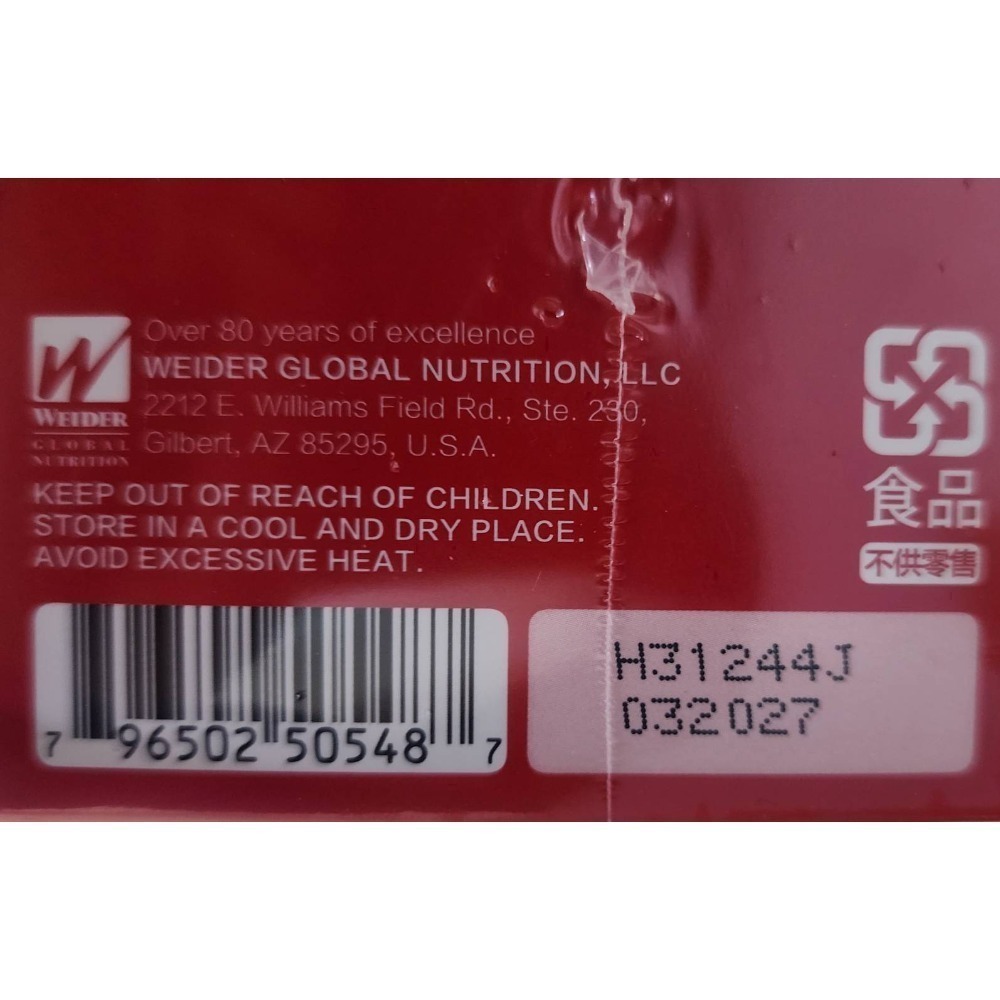 Over 80 years of excellence
WEIDER GLOBAL NUTRITION, LLC
2212 E. Williams Field Rd., Ste. 230,
Gilbert, AZ 85295, U.S.A.
W
WEIDER
GLOBAL
NUTRITION
KEEP OUT OF REACH OF CHILDREN.
STORE IN A COOL AND DRY PLACE.
AVOID EXCESSIVE HEAT.
食品
不供零售
7 96502 50548 7
H31244J
032027